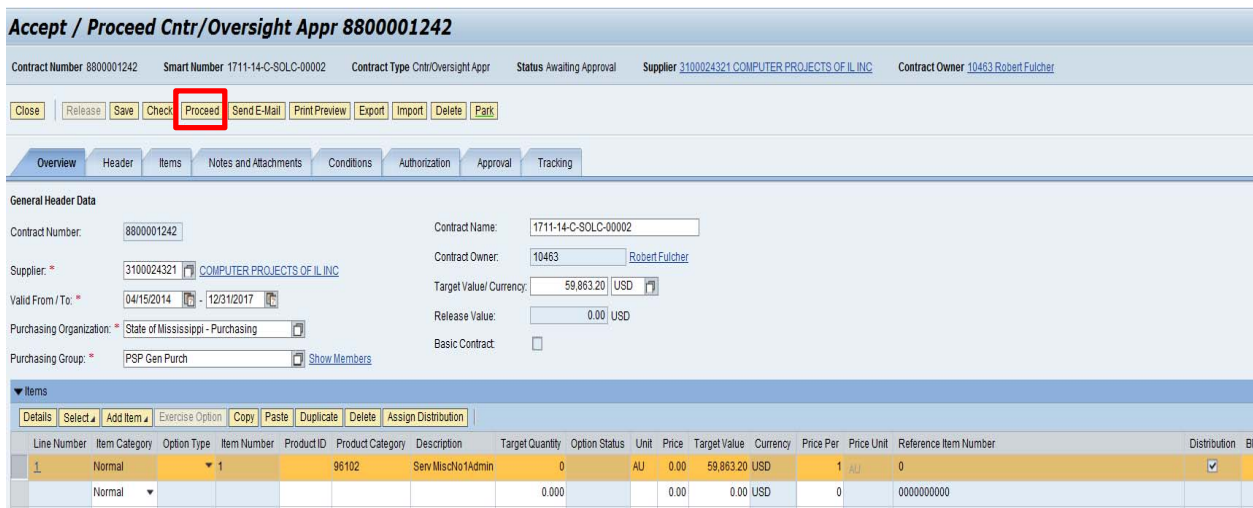 Accept / Proceed Cntr/Oversight Appr 8800001242
Contract Number 8800001242 Smart Number 1711-14-C-SOLC-00002 Contract Type Cntr/Oversight Appr Status Awaiting Approval Supplier 3100024321 COMPUTER PROJECTS OF IL INC Contract Owner 10463 Robert Fulcher
Close Release Save Check Proceed Send E-Mail Print Preview Export Import Delete Park
Overview Header Items Notes and Attachments Conditions Authorization Approval Tracking
General Header Data
Contract Number: 8800001242 Contract Name: 1711-14-C-SOLC-00002
Contract Owner: 10463 Robert Fulcher
Supplier: * 3100024321 COMPUTER PROJECTS OF IL INC
Target Value/ Currency: 59,863.20 USD
Valid From / To: * 04/15/2014 - 12/31/2017
Release Value: 0.00 USD
Purchasing Organization: * State of Mississippi - Purchasing
Basic Contract:
Purchasing Group: * PSP Gen Purch Show Members
Items
Details Select Add Item Exercise Option Copy Paste Duplicate Delete Assign Distribution
Line Number Item Category Option Type Item Number Product ID Product Category Description Target Quantity Option Status Unit Price Target Value Currency Price Per Price Unit Reference Item Number Distribution Bl
1 Normal 1 96102 Serv MiscNo1Admin 0 AU 0.00 59,863.20 USD 1 AU 0
Normal 0.000 0.00 0.00 USD 0 0000000000